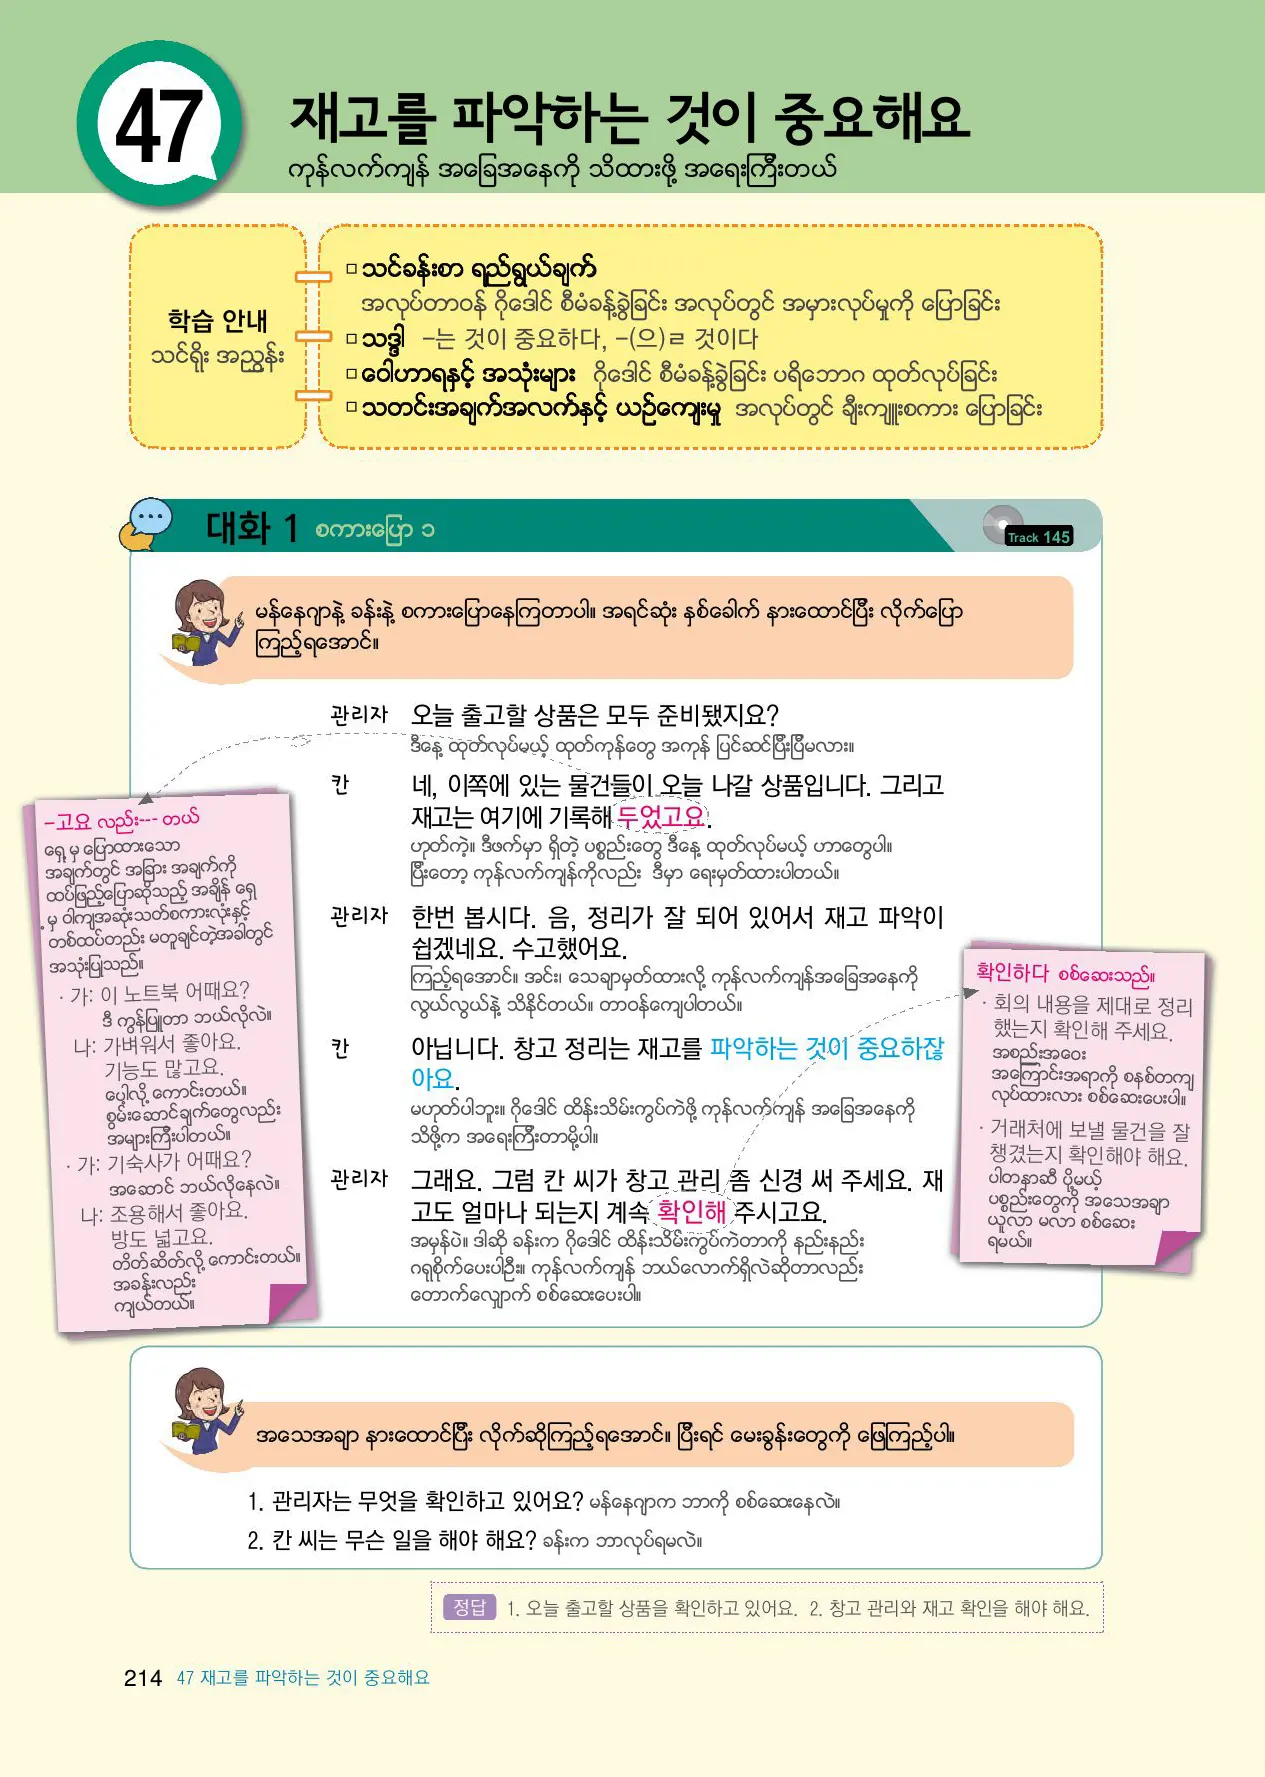 47
재고를 파악하는 것이 중요해요
ကုန်လက်ကျန် အခြေအနေကို သိထားဖို့ အရေးကြီးတယ်
학습 안내
သင်ရိုး အညွှန်း
□ သင်ခန်းစာ ရည်ရွယ်ချက်
အလုပ်တာဝန် ဂိုဒေါင် စီမံခန့်ခွဲခြင်း အလုပ်တွင် အမှားလုပ်မှုကို ပြောခြင်း
□ သဒ္ဒါ –는 것이 중요하다, –(으)ㄹ 것이다
□ ဝေါဟာရနှင့် အသုံးများ ဂိုဒေါင် စီမံခန့်ခွဲခြင်း ပရိဘောဂ ထုတ်လုပ်ခြင်း
□ သတင်းအချက်အလက်နှင့် ယဉ်ကျေးမှု အလုပ်တွင် ချီးကျူးစကား ပြောခြင်း
대화 1 စကားပြော ၁
Track 145
မန်နေဂျာနဲ့ ခန်းနဲ့ စကားပြောနေကြတာပါ။ အရင်ဆုံး နှစ်ခေါက် နားထောင်ပြီး လိုက်ပြော
ကြည့်ရအောင်။
관리자 오늘 출고할 상품은 모두 준비됐지요?
ဒီနေ့ ထုတ်လုပ်မယ့် ထုတ်ကုန်တွေ အကုန် ပြင်ဆင်ပြီးပြီမလား။
칸 네, 이쪽에 있는 물건들이 오늘 나갈 상품입니다. 그리고
재고는 여기에 기록해 두었고요.
ဟုတ်ကဲ့။ ဒီဖက်မှာ ရှိတဲ့ ပစ္စည်းတွေ ဒီနေ့ ထုတ်လုပ်မယ့် ဟာတွေပါ။
ပြီးတော့ ကုန်လက်ကျန်ကိုလည်း ဒီမှာ ရေးမှတ်ထားပါတယ်။
관리자 한번 봅시다. 음, 정리가 잘 되어 있어서 재고 파악이
쉽겠네요. 수고했어요.
ကြည့်ရအောင်။ အင်း၊ သေချာမှတ်ထားလို့ ကုန်လက်ကျန်အခြေအနေကို
လွယ်လွယ်နဲ့ သိနိုင်တယ်။ တာဝန်ကျေပါတယ်။
칸 아닙니다. 창고 정리는 재고를 파악하는 것이 중요하잖
아요.
မဟုတ်ပါဘူး။ ဂိုဒေါင် ထိန်းသိမ်းကွပ်ကဲဖို့ ကုန်လက်ကျန် အခြေအနေကို
သိဖို့က အရေးကြီးတာမို့ပါ။
관리자 그래요. 그럼 칸 씨가 창고 관리 좀 신경 써 주세요. 재
고도 얼마나 되는지 계속 확인해 주시고요.
အမှန်ပဲ။ ဒါဆို ခန်းက ဂိုဒေါင် ထိန်းသိမ်းကွပ်ကဲတာကို နည်းနည်း
ဂရုစိုက်ပေးပါဦး။ ကုန်လက်ကျန် ဘယ်လောက်ရှိလဲဆိုတာလည်း
တောက်လျှောက် စစ်ဆေးပေးပါ။
–고요 လည်း--- တယ်
ရှေ့မှ ပြောထားသော
အချက်တွင် အခြား အချက်ကို
ထပ်ဖြည့်ပြောဆိုသည့် အချိန် ရှေ
့မှ ဝါကျအဆုံးသတ်စကားလုံးနှင့်
တစ်ထပ်တည်း မတူချင်တဲ့အခါတွင်
အသုံးပြုသည်။
· 가: 이 노트북 어때요?
ဒီ ကွန်ပြူတာ ဘယ်လိုလဲ။
나: 가벼워서 좋아요.
기능도 많고요.
ပေါ့လို့ ကောင်းတယ်။
စွမ်းဆောင်ချက်တွေလည်း
အများကြီးပါတယ်။
· 가: 기숙사가 어때요?
အဆောင် ဘယ်လိုနေလဲ။
나: 조용해서 좋아요.
방도 넓고요.
တိတ်ဆိတ်လို့ ကောင်းတယ်။
အခန်းလည်း
ကျယ်တယ်။
확인하다 စစ်ဆေးသည်။
· 회의 내용을 제대로 정리
했는지 확인해 주세요.
အစည်းအဝေး
အကြောင်းအရာကို စနစ်တကျ
လုပ်ထားလား စစ်ဆေးပေးပါ။
· 거래처에 보낼 물건을 잘
챙겼는지 확인해야 해요.
ပါတနာဆီ ပို့မယ့်
ပစ္စည်းတွေကို အသေအချာ
ယူလာ မလာ စစ်ဆေး
ရမယ်။
အသေအချာ နားထောင်ပြီး လိုက်ဆိုကြည့်ရအောင်။ ပြီးရင် မေးခွန်းတွေကို ဖြေကြည့်ပါ။
1. 관리자는 무엇을 확인하고 있어요? မန်နေဂျာက ဘာကို စစ်ဆေးနေလဲ။
2. 칸 씨는 무슨 일을 해야 해요? ခန်းက ဘာလုပ်ရမလဲ။
정답 1. 오늘 출고할 상품을 확인하고 있어요. 2. 창고 관리와 재고 확인을 해야 해요.
214 47 재고를 파악하는 것이 중요해요